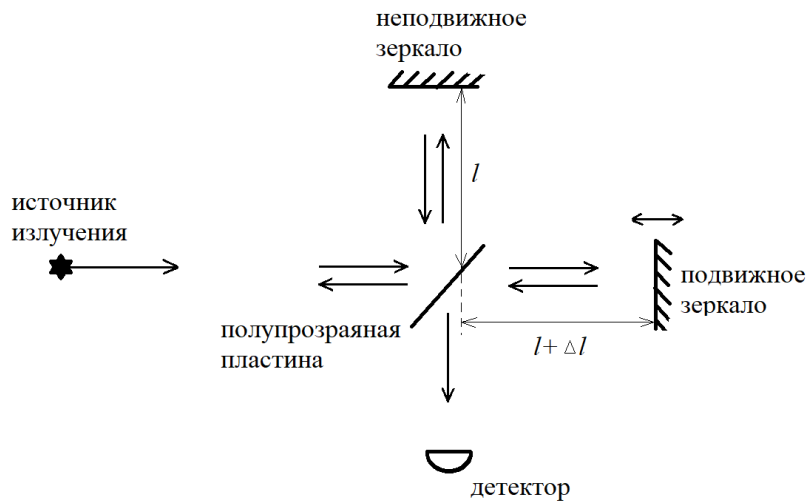 неподвижное
зеркало
l
источник
излучения
подвижное
зеркало
полупрозраяная
пластина
l + △l
детектор